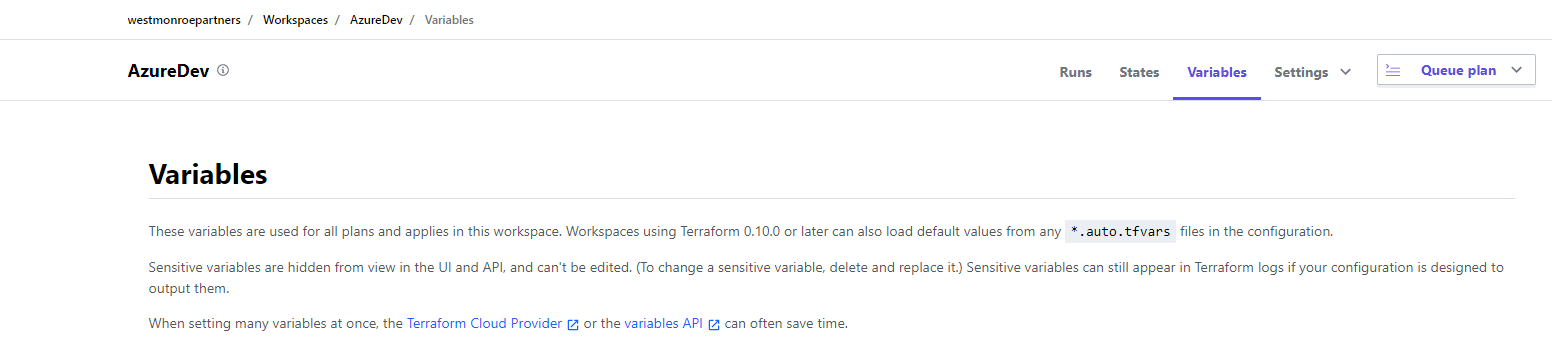 westmonroepartners / Workspaces / AzureDev / Variables
AzureDev
Runs States Variables Settings Queue plan
Variables
These variables are used for all plans and applies in this workspace. Workspaces using Terraform 0.10.0 or later can also load default values from any *.auto.tfvars files in the configuration.
Sensitive variables are hidden from view in the UI and API, and can't be edited. (To change a sensitive variable, delete and replace it.) Sensitive variables can still appear in Terraform logs if your configuration is designed to
output them.
When setting many variables at once, the Terraform Cloud Provider or the variables API can often save time.